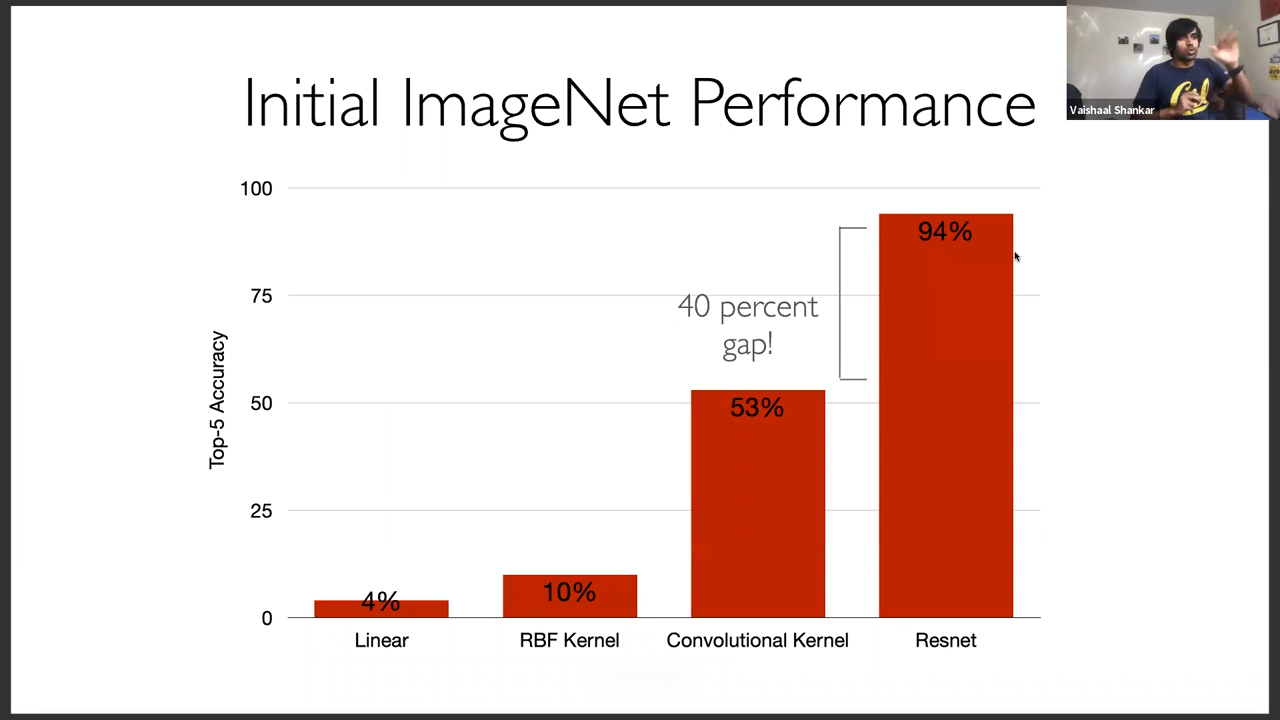 Initial ImageNet Performance
Vaishaal Shankar
Cal
100
75
50
25
0
Top-5 Accuracy
4%
10%
53%
94%
40 percent
gap!
Linear
RBF Kernel
Convolutional Kernel
Resnet